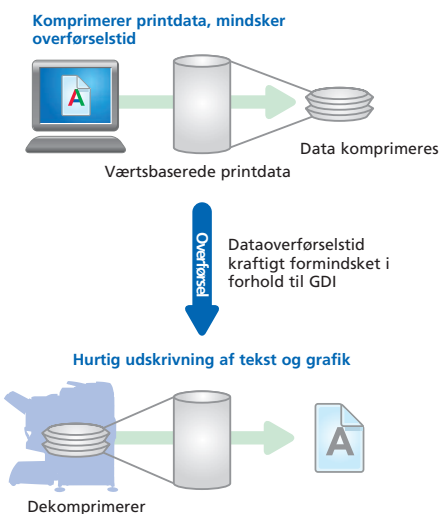 Komprimerer printdata, mindsker
overførselstid
A
Data komprimeres
Værtsbaserede printdata
Overførsel
Dataoverførselstid
kraftigt formindsket i
forhold til GDI
Hurtig udskrivning af tekst og grafik
A
Dekomprimerer